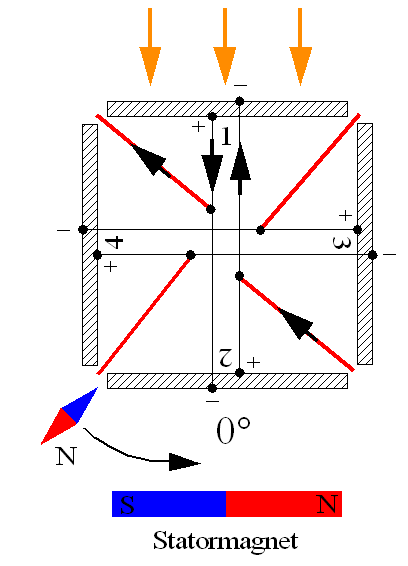 −
+ 1
− 4 + 3
+ −
2 +
−
0°
N
S N
Statormagnet